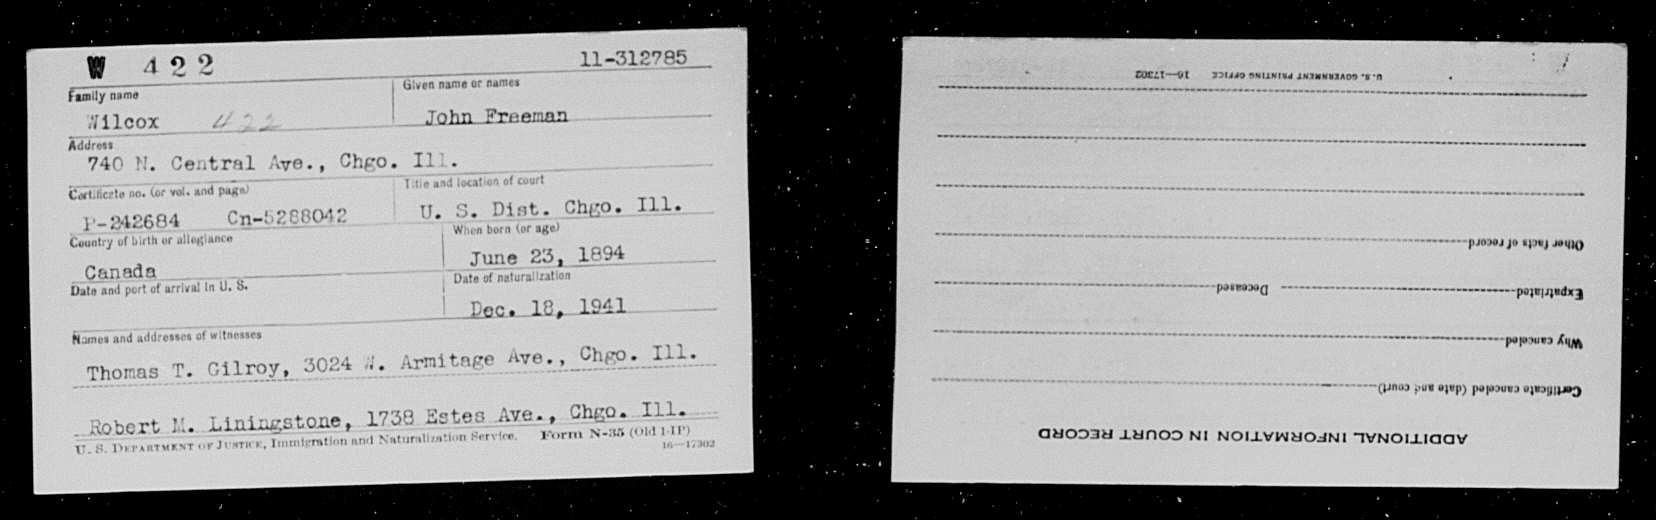 W 422 11-312785
Family name Given name or names
Wilcox 422 John Freeman
Address
740 N. Central Ave., Chgo. Ill.
Certificate no. (or vol. and page) Title and location of court
P-242684 Cn-5288042 U. S. Dist. Chgo. Ill.
Country of birth or allegiance When born (or age)
Canada June 23, 1894
Date and port of arrival in U. S. Date of naturalization
Dec. 18, 1941
Names and addresses of witnesses
Thomas T. Gilroy, 3024 W. Armitage Ave., Chgo. Ill.
Robert M. Liningstone, 1738 Estes Ave., Chgo. Ill.
U. S. DEPARTMENT OF JUSTICE, Immigration and Naturalization Service. Form N-35 (Old 1-IP)
16—17302
ADDITIONAL INFORMATION IN COURT RECORD
Certificate canceled (date and court)
Why canceled
Expatriated Deceased
Other facts of record
U. S. GOVERNMENT PRINTING OFFICE 16—17302